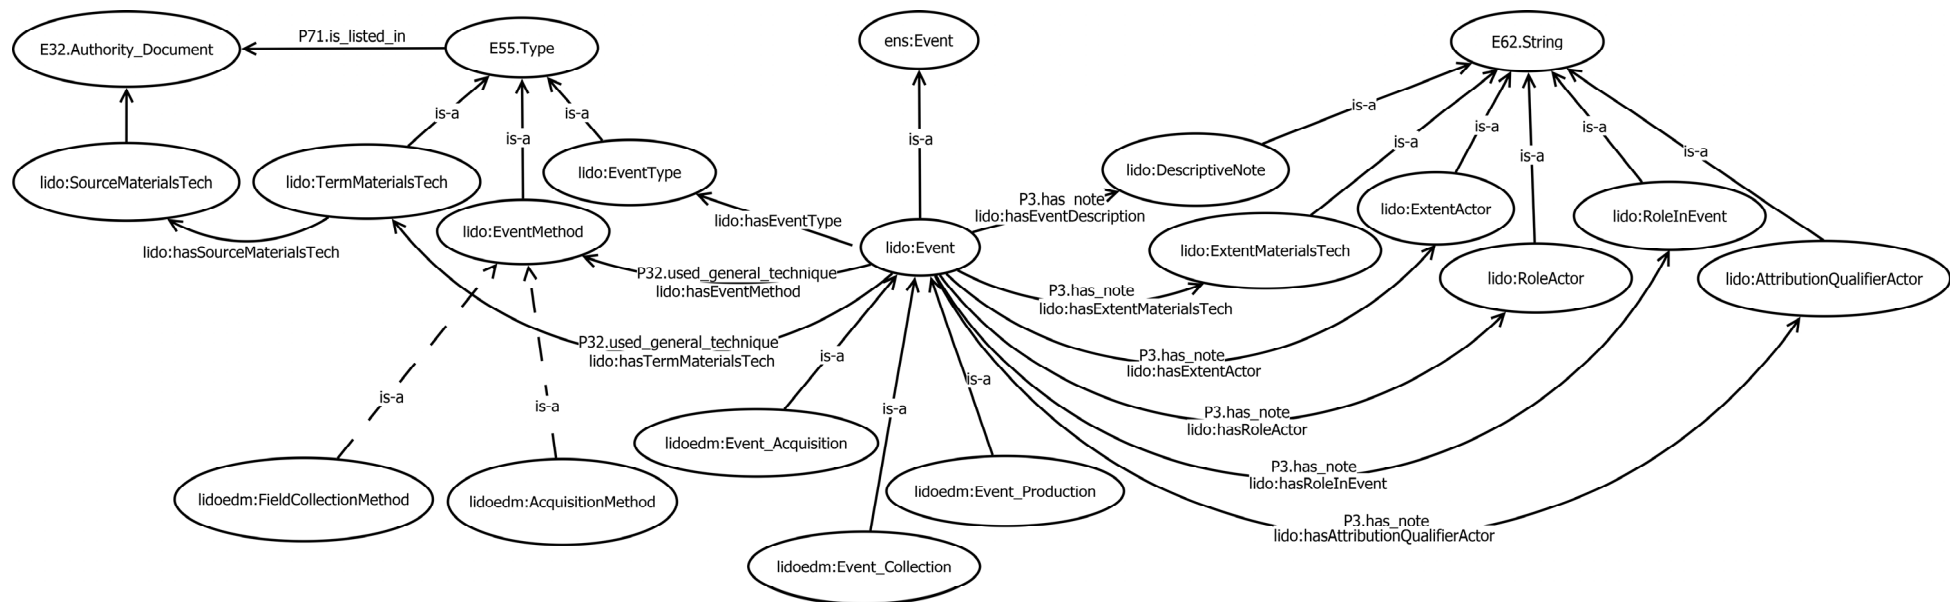 P71.is_listed_in
E32.Authority_Document
E55.Type
ens:Event
E62.String
is-a
is-a
is-a
is-a
is-a
is-a
is-a
is-a
is-a
is-a
lido:SourceMaterialsTech
lido:TermMaterialsTech
lido:EventType
lido:DescriptiveNote
lido:EventMethod
lido:Event
lido:ExtentMaterialsTech
lido:ExtentActor
lido:RoleInEvent
lido:RoleActor
lido:AttributionQualifierActor
lido:hasSourceMaterialsTech
lido:hasEventType
P3.has_note
lido:hasEventDescription
P32.used_general_technique
lido:hasEventMethod
P3.has_note
lido:hasExtentMaterialsTech
P32.used_general_technique
lido:hasTermMaterialsTech
P3.has_note
lido:hasExtentActor
is-a
is-a
is-a
is-a
is-a
P3.has_note
lido:hasRoleActor
lidoedm:Event_Acquisition
P3.has_note
lido:hasRoleInEvent
lidoedm:FieldCollectionMethod
lidoedm:AcquisitionMethod
lidoedm:Event_Production
P3.has_note
lido:hasAttributionQualifierActor
lidoedm:Event_Collection